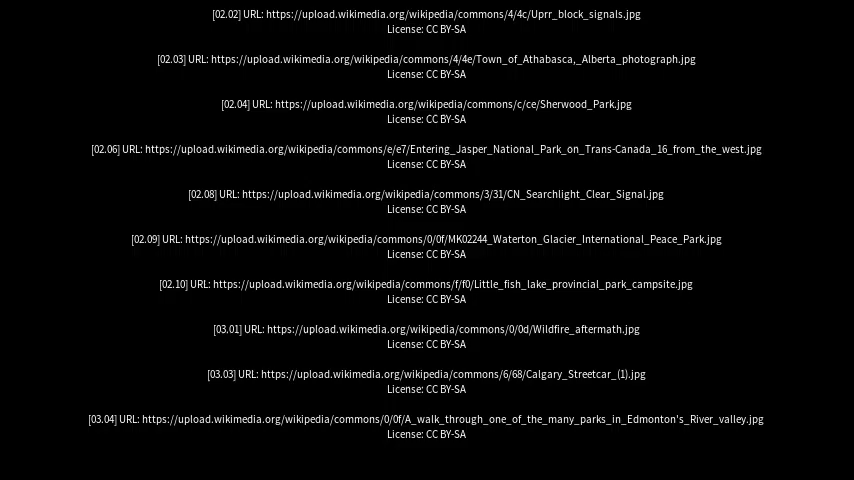 [02.02] URL: https://upload.wikimedia.org/wikipedia/commons/4/4c/Uprr_block_signals.jpg
License: CC BY-SA
[02.03] URL: https://upload.wikimedia.org/wikipedia/commons/4/4e/Town_of_Athabasca,_Alberta_photograph.jpg
License: CC BY-SA
[02.04] URL: https://upload.wikimedia.org/wikipedia/commons/c/ce/Sherwood_Park.jpg
License: CC BY-SA
[02.06] URL: https://upload.wikimedia.org/wikipedia/commons/e/e7/Entering_Jasper_National_Park_on_Trans-Canada_16_from_the_west.jpg
License: CC BY-SA
[02.08] URL: https://upload.wikimedia.org/wikipedia/commons/3/31/CN_Searchlight_Clear_Signal.jpg
License: CC BY-SA
[02.09] URL: https://upload.wikimedia.org/wikipedia/commons/0/0f/MK02244_Waterton_Glacier_International_Peace_Park.jpg
License: CC BY-SA
[02.10] URL: https://upload.wikimedia.org/wikipedia/commons/f/f0/Little_fish_lake_provincial_park_campsite.jpg
License: CC BY-SA
[03.01] URL: https://upload.wikimedia.org/wikipedia/commons/0/0d/Wildfire_aftermath.jpg
License: CC BY-SA
[03.03] URL: https://upload.wikimedia.org/wikipedia/commons/6/68/Calgary_Streetcar_(1).jpg
License: CC BY-SA
[03.04] URL: https://upload.wikimedia.org/wikipedia/commons/0/0f/A_walk_through_one_of_the_many_parks_in_Edmonton's_River_valley.jpg
License: CC BY-SA